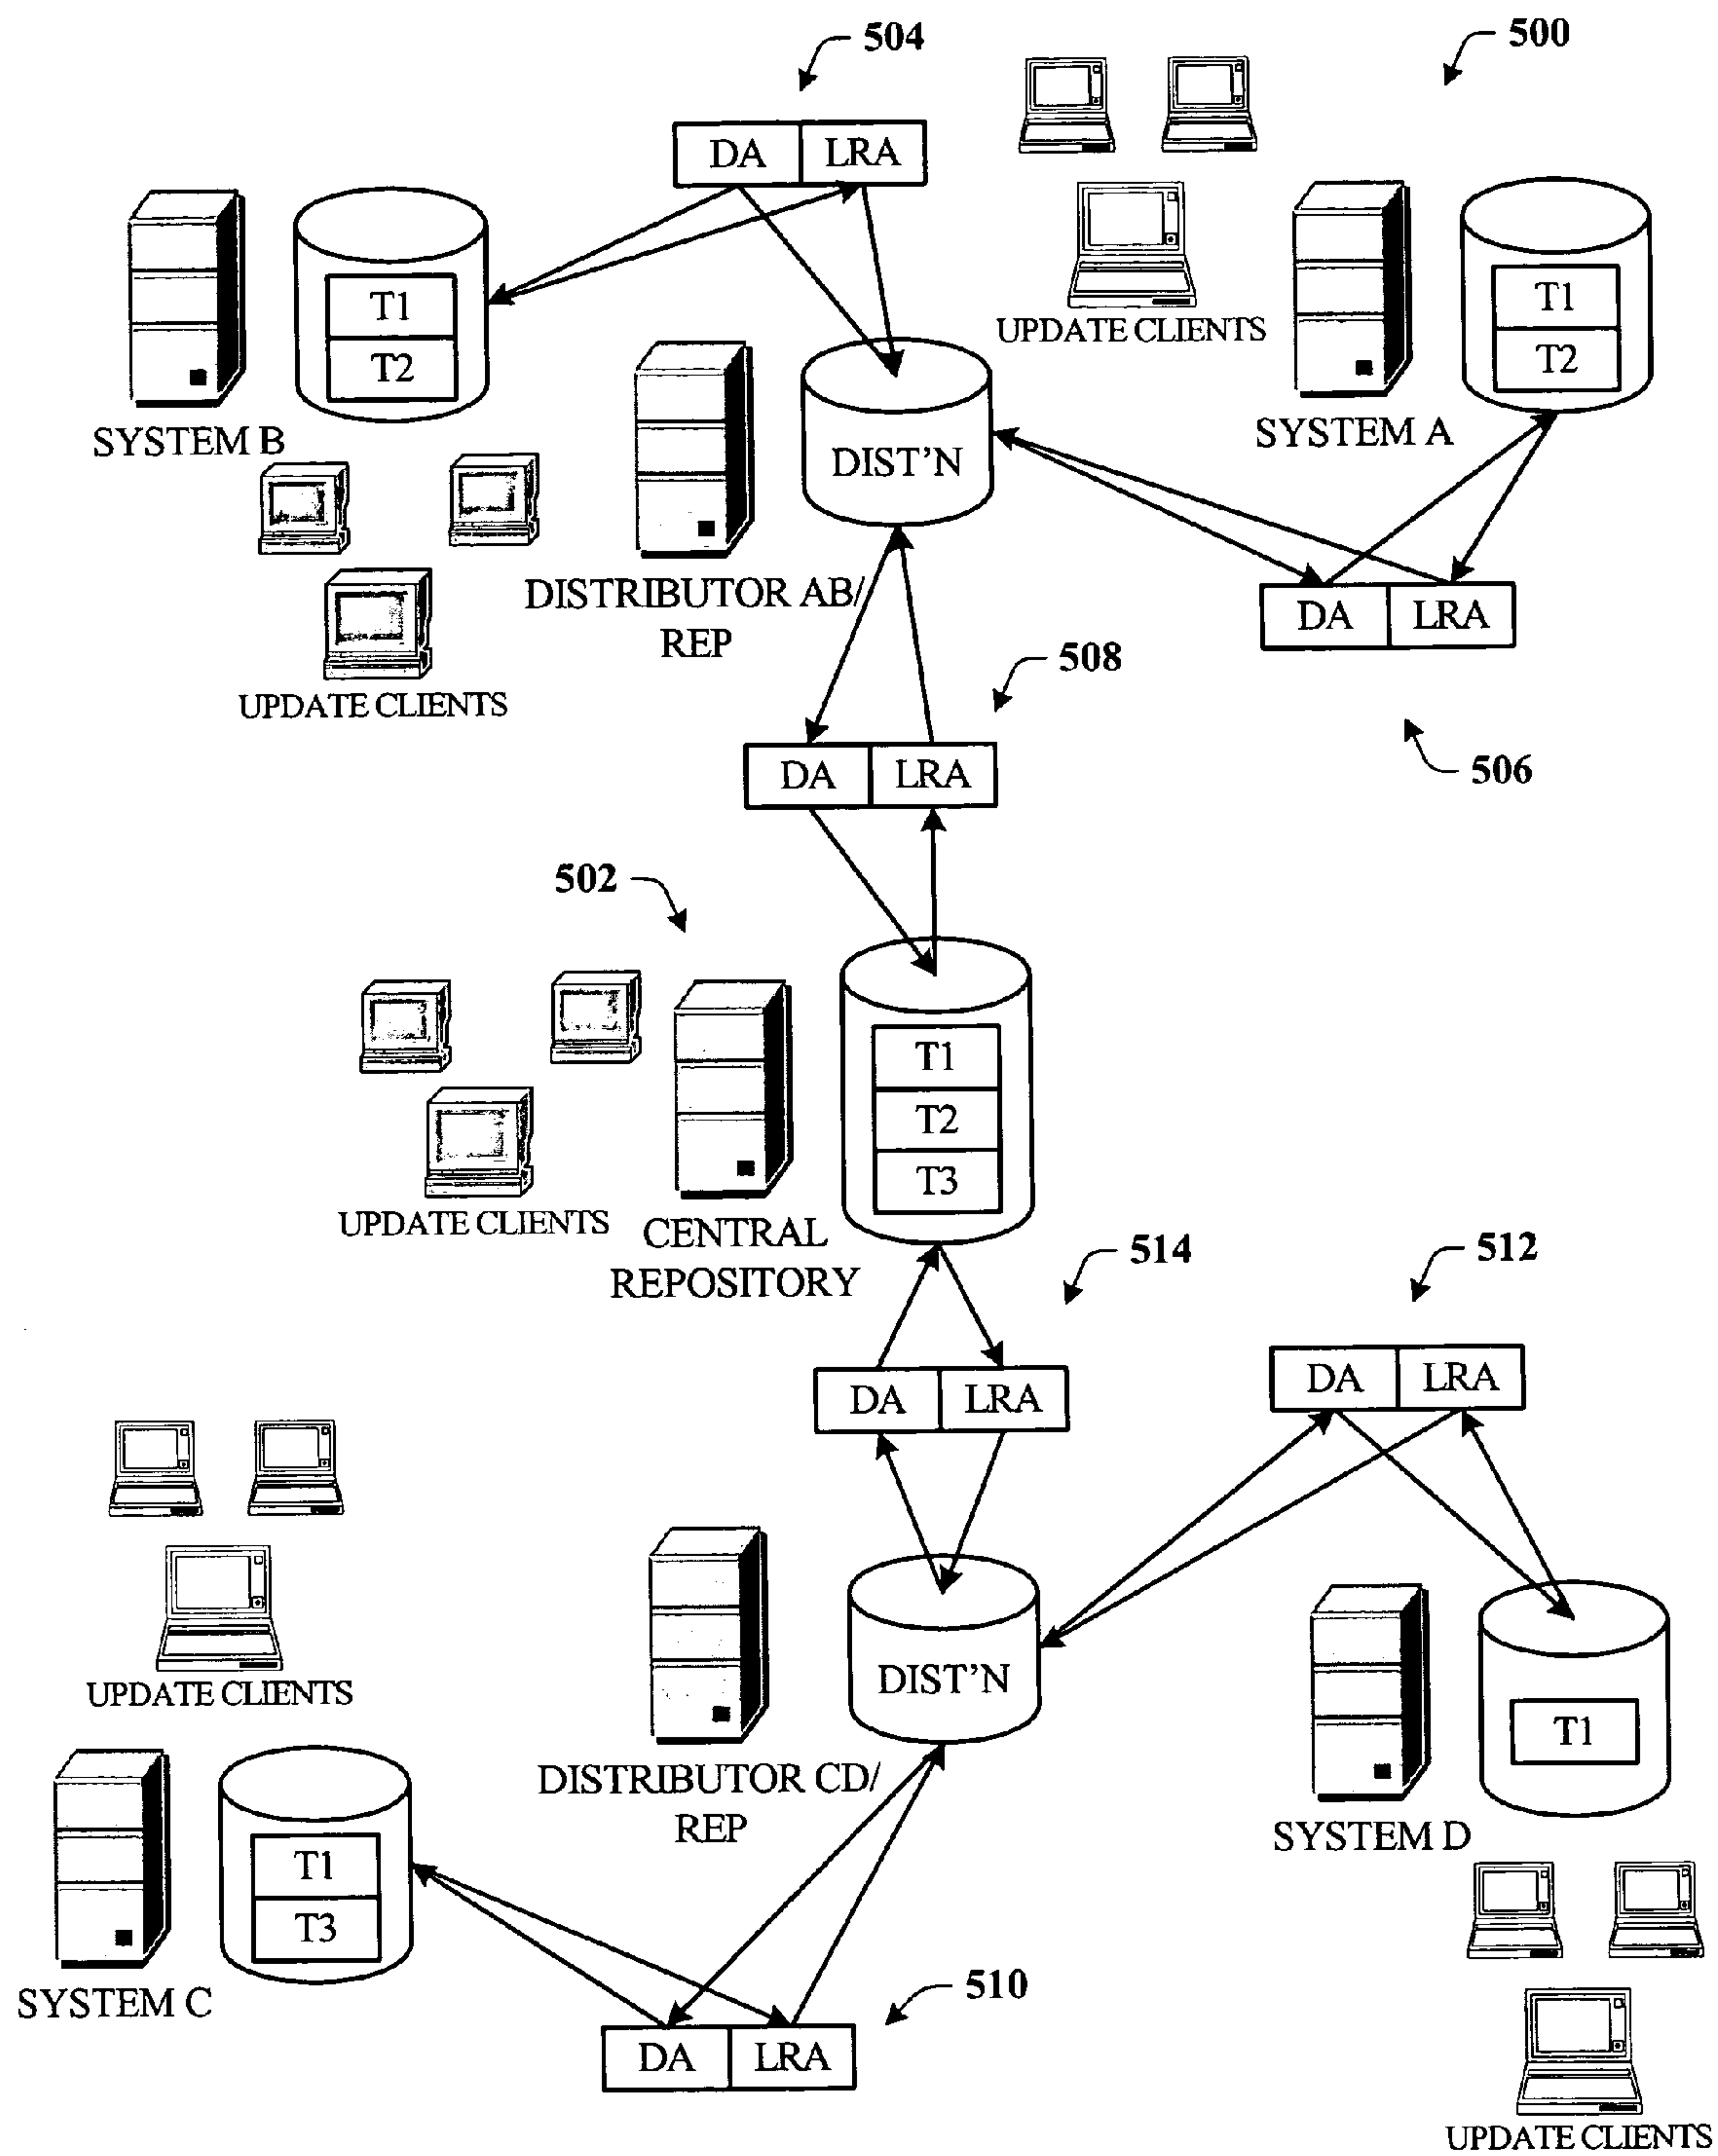 504
500
DA LRA
T1
T2
SYSTEM B
UPDATE CLIENTS
T1
T2
SYSTEM A
DIST'N
DISTRIBUTOR AB/
REP
DA LRA
506
UPDATE CLIENTS
508
DA LRA
502
T1
T2
T3
UPDATE CLIENTS
CENTRAL
REPOSITORY
514
512
DA LRA
DA LRA
UPDATE CLIENTS
DIST'N
DISTRIBUTOR CD/
REP
T1
SYSTEM D
T1
T3
SYSTEM C
510
DA LRA
UPDATE CLIENTS